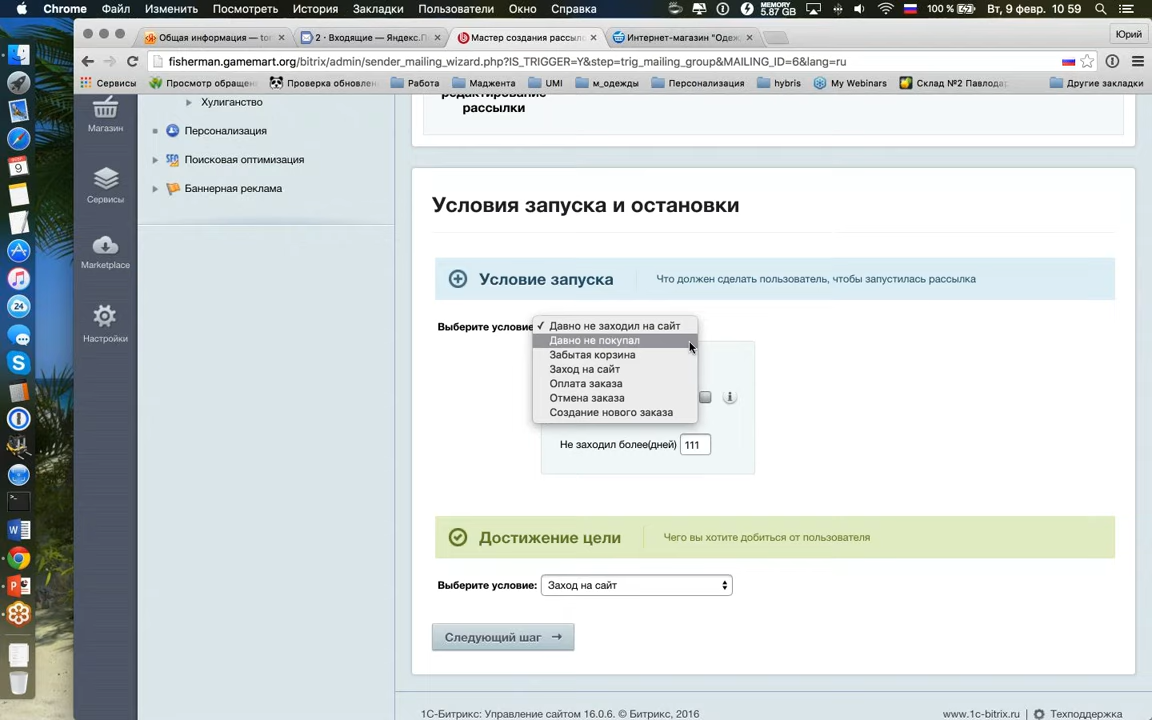 Chrome Файл Изменить Посмотреть История Закладки Пользователи Окно Справка MEMORY 5.87 GB 100 % Вт, 9 февр. 10 59
Общая информация — tor 2 · Входящие — Яндекс.П Мастер создания рассыло Интернет-магазин "Одеж Юрий
fisherman.gamemart.org/bitrix/admin/sender_mailing_wizard.php?IS_TRIGGER=Y&step=trig_mailing_group&MAILING_ID=6&lang=ru
Сервисы Просмотр обращен Проверка обновлен Работа Маджента UMI м_одежды Персонализация hybris My Webinars Склад №2 Павлодар Другие закладки
Хулиганство
редактирование
рассылки
Магазин
Персонализация
Поисковая оптимизация
Баннерная реклама
Сервисы
Marketplace
Настройки
Условия запуска и остановки
Условие запуска Что должен сделать пользователь, чтобы запустилась рассылка
Выберите условие
✓ Давно не заходил на сайт
Давно не покупал
Забытая корзина
Заход на сайт
Оплата заказа
Отмена заказа
Создание нового заказа
Не заходил более(дней) 111
Достижение цели Чего вы хотите добиться от пользователя
Выберите условие: Заход на сайт
Следующий шаг →
1С-Битрикс: Управление сайтом 16.0.6. © Битрикс, 2016 www.1c-bitrix.ru | Техподдержка